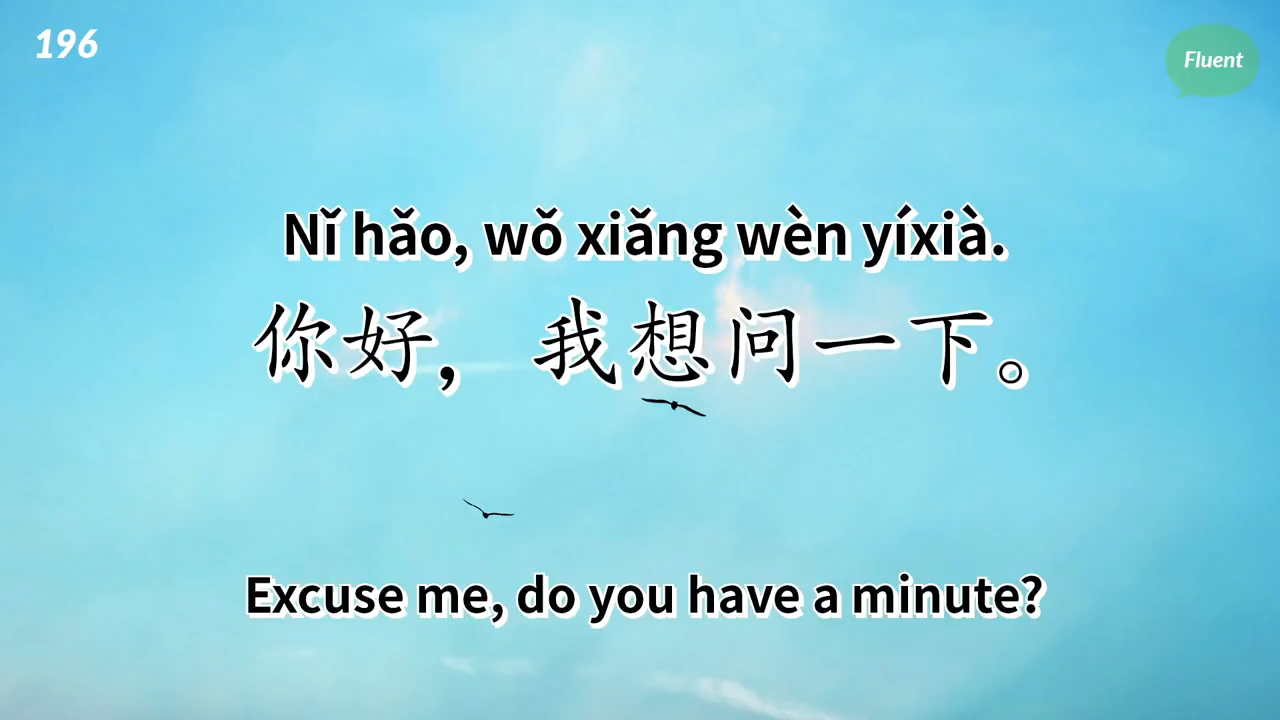 196
Fluent
Nǐ hǎo, wǒ xiǎng wèn yíxià.
你好，我想问一下。
Excuse me, do you have a minute?